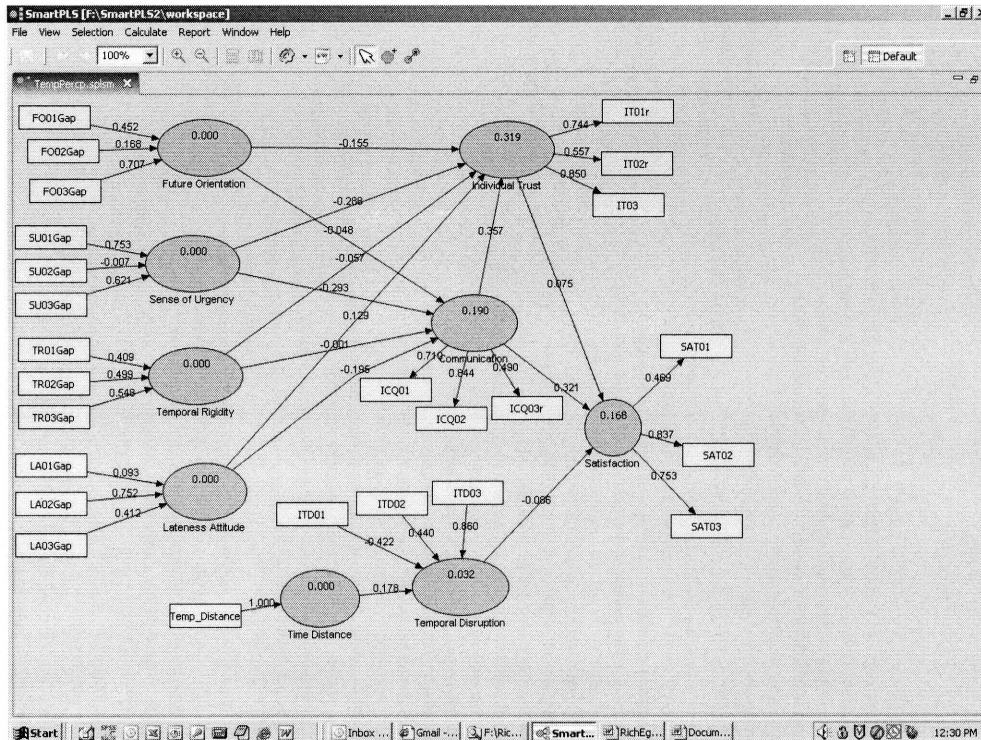 SmartPLS [F:\SmartPLS2\workspace]
File View Selection Calculate Report Window Help
100%
Default
TempPercp.splsm
FO01Gap
0.452
FO02Gap
0.168
0.707
FO03Gap
0.000
Future Orientation
-0.155
0.319
Individual Trust
0.744
IT01r
0.557
IT02r
0.850
IT03
-0.288
-0.048
-0.057
0.357
SU01Gap
0.753
SU02Gap
-0.007
0.621
SU03Gap
0.000
Sense of Urgency
-0.293
0.129
0.075
0.190
Communication
TR01Gap
0.409
TR02Gap
0.499
0.548
TR03Gap
0.000
Temporal Rigidity
-0.001
-0.195
0.710
0.844
0.490
ICQ01
ICQ02
ICQ03r
0.321
SAT01
0.469
0.168
Satisfaction
0.837
SAT02
0.753
SAT03
LA01Gap
0.093
LA02Gap
0.752
0.412
LA03Gap
0.000
Lateness Attitude
ITD01
ITD02
ITD03
-0.422
0.440
0.860
-0.086
0.032
Temporal Disruption
0.000
0.178
Temp_Distance
1.000
Time Distance
Start
Inbox ...
Gmail -...
F:\Ric...
Smart...
RichEg...
Docum...
12:30 PM